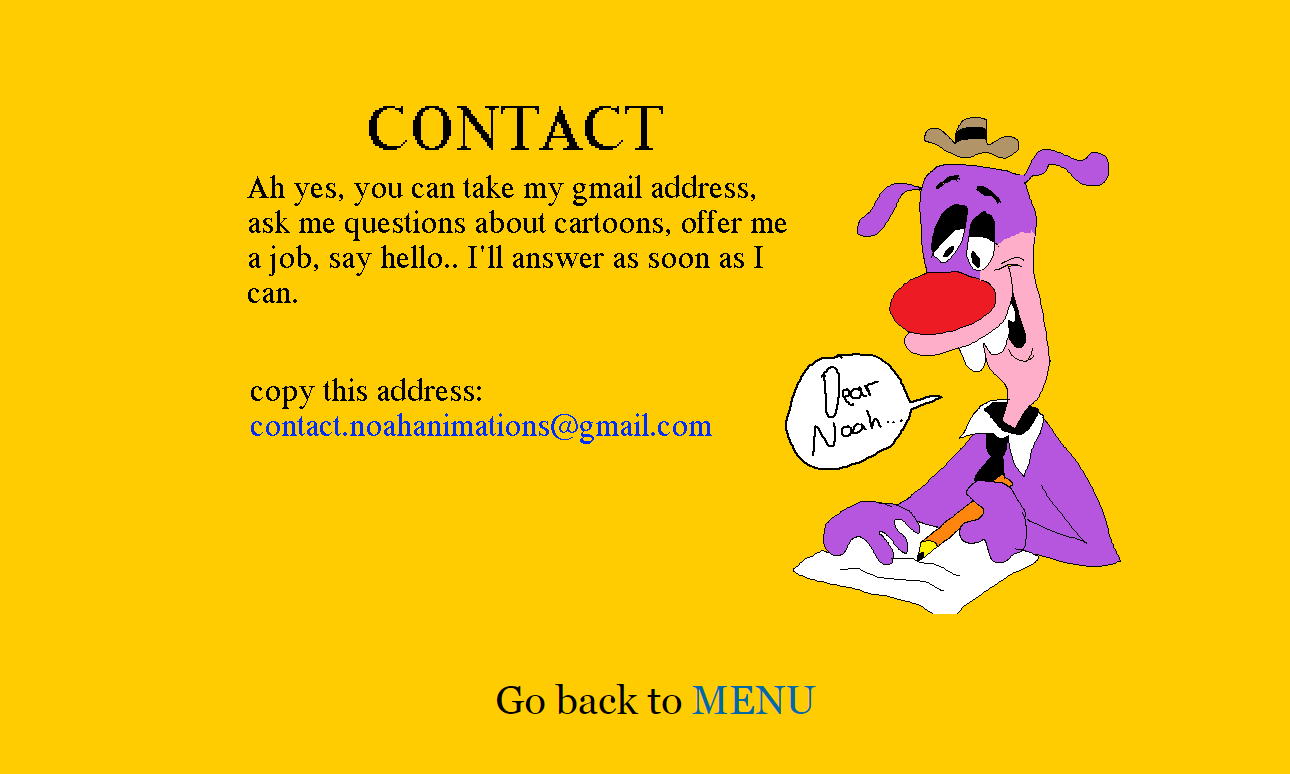 CONTACT
Ah yes, you can take my gmail address,
ask me questions about cartoons, offer me
a job, say hello.. I'll answer as soon as I
can.
copy this address:
contact.noahanimations@gmail.com
Dear
Noah...
Go back to MENU